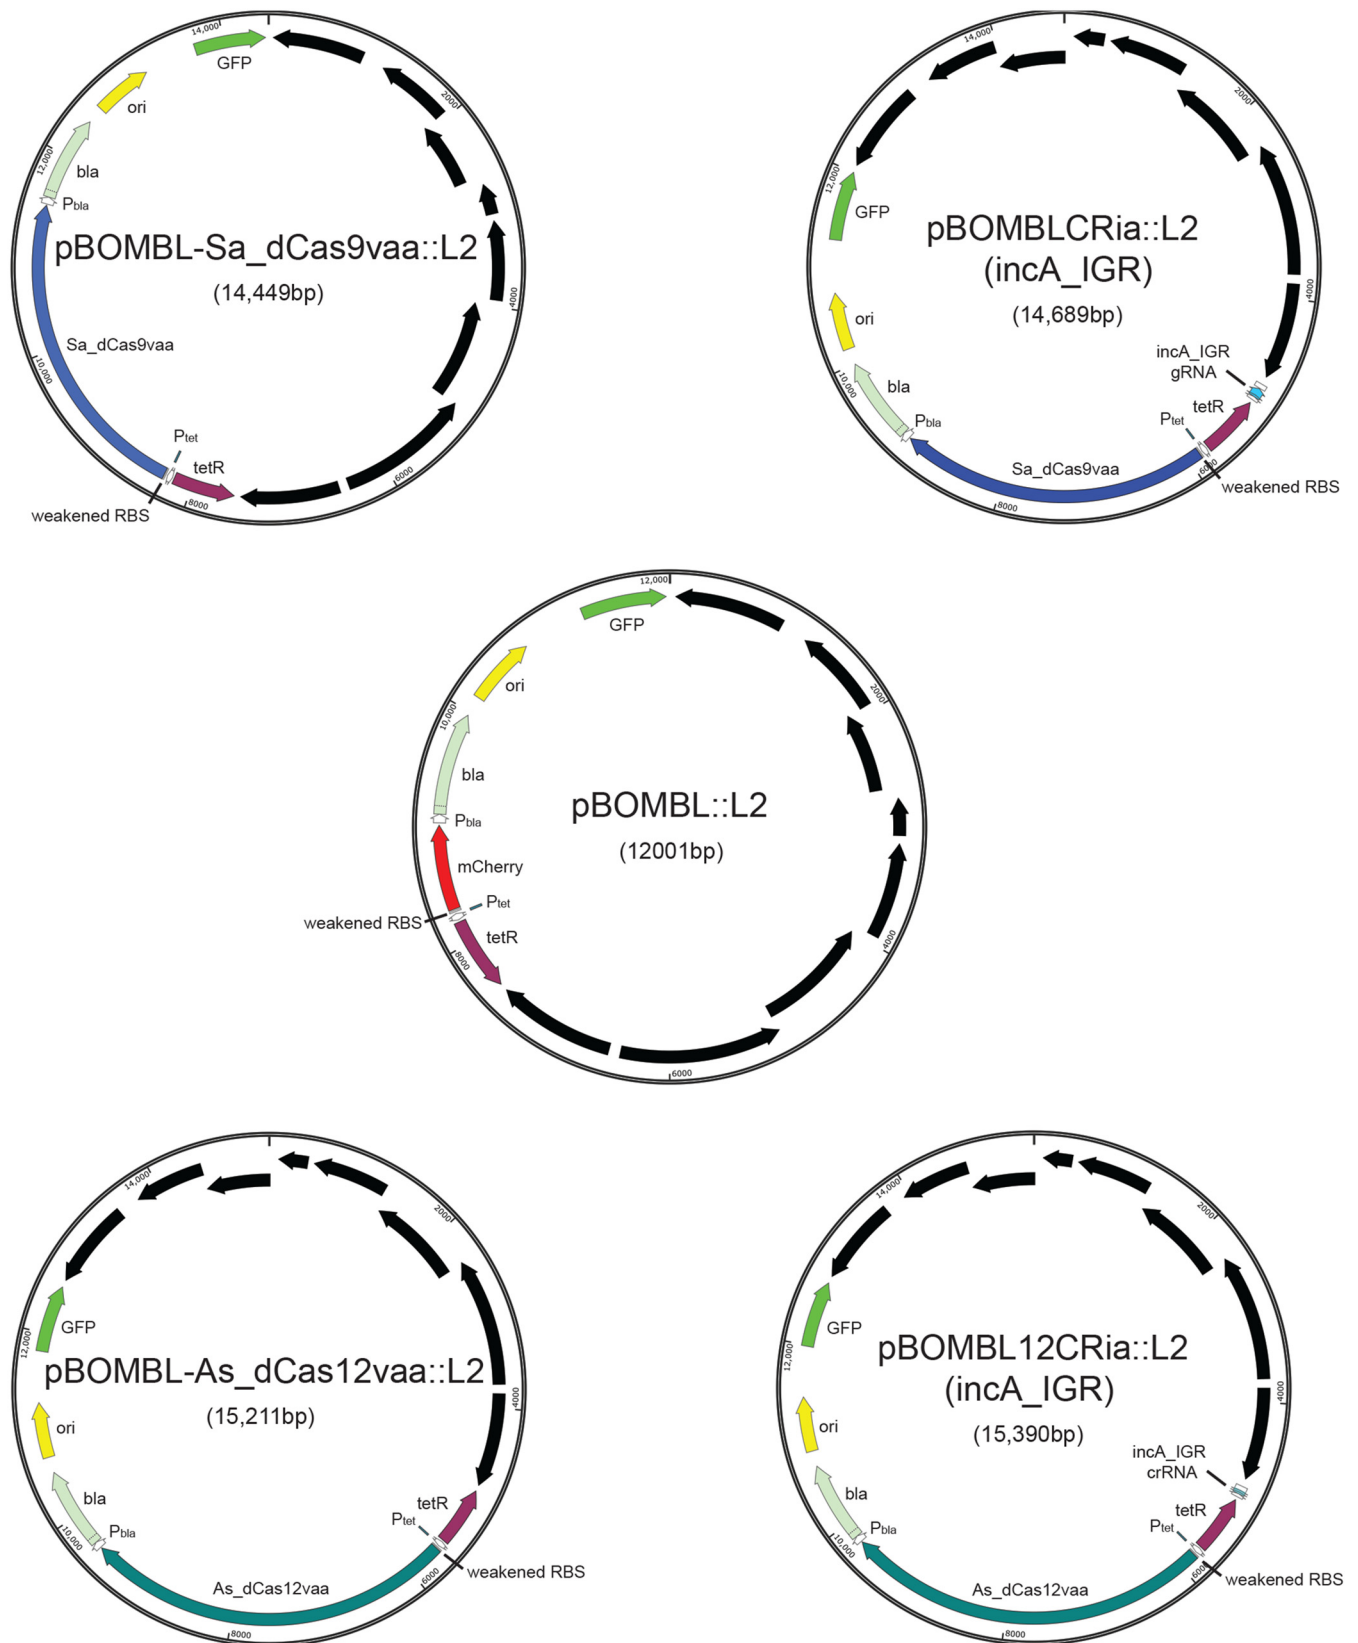 14,000
GFP
ori
2000
12,000
bla
Pbla
pBOMBL-Sa_dCas9vaa::L2
(14,449bp)
4000
Sa_dCas9vaa
10,000
Ptet
tetR
6000
8000
weakened RBS
14,000
2000
12,000
GFP
pBOMBLCRia::L2
(incA_IGR)
(14,689bp)
4000
ori
incA_IGR
gRNA
10,000
bla
tetR
Ptet
Pbla
Sa_dCas9vaa
6000
weakened RBS
8000
12,000
GFP
ori
2000
10,000
bla
pBOMBL::L2
Pbla
(12001bp)
mCherry
Ptet
weakened RBS
tetR
4000
8000
6000
14,000
2000
GFP
12,000
pBOMBL-As_dCas12vaa::L2
(15,211bp)
4000
ori
bla
tetR
Ptet
10,000
Pbla
weakened RBS
As_dCas12vaa
6000
8000
14,000
2000
GFP
12,000
pBOMBL12CRia::L2
(incA_IGR)
(15,390bp)
4000
ori
incA_IGR
crRNA
bla
tetR
Ptet
10,000
Pbla
6000
weakened RBS
As_dCas12vaa
8000